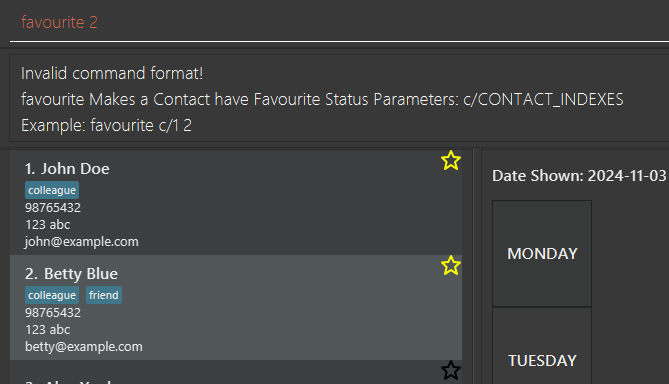 favourite 2
Invalid command format!
favourite Makes a Contact have Favourite Status Parameters: c/CONTACT_INDEXES
Example: favourite c/1 2
1. John Doe
colleague
98765432
123 abc
john@example.com
2. Betty Blue
colleague friend
98765432
123 abc
betty@example.com
Date Shown: 2024-11-03
MONDAY
TUESDAY